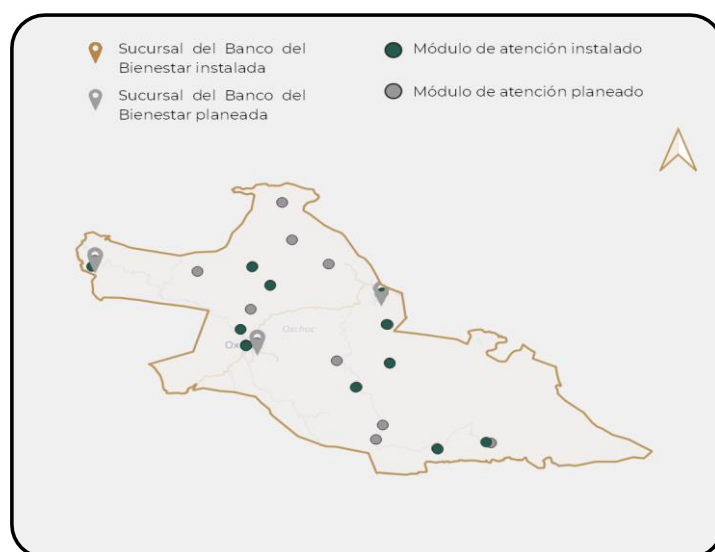 Sucursal del Banco del
Bienestar instalada
Sucursal del Banco del
Bienestar planeada
Módulo de atención instalado
Módulo de atención planeado
Oxchuc